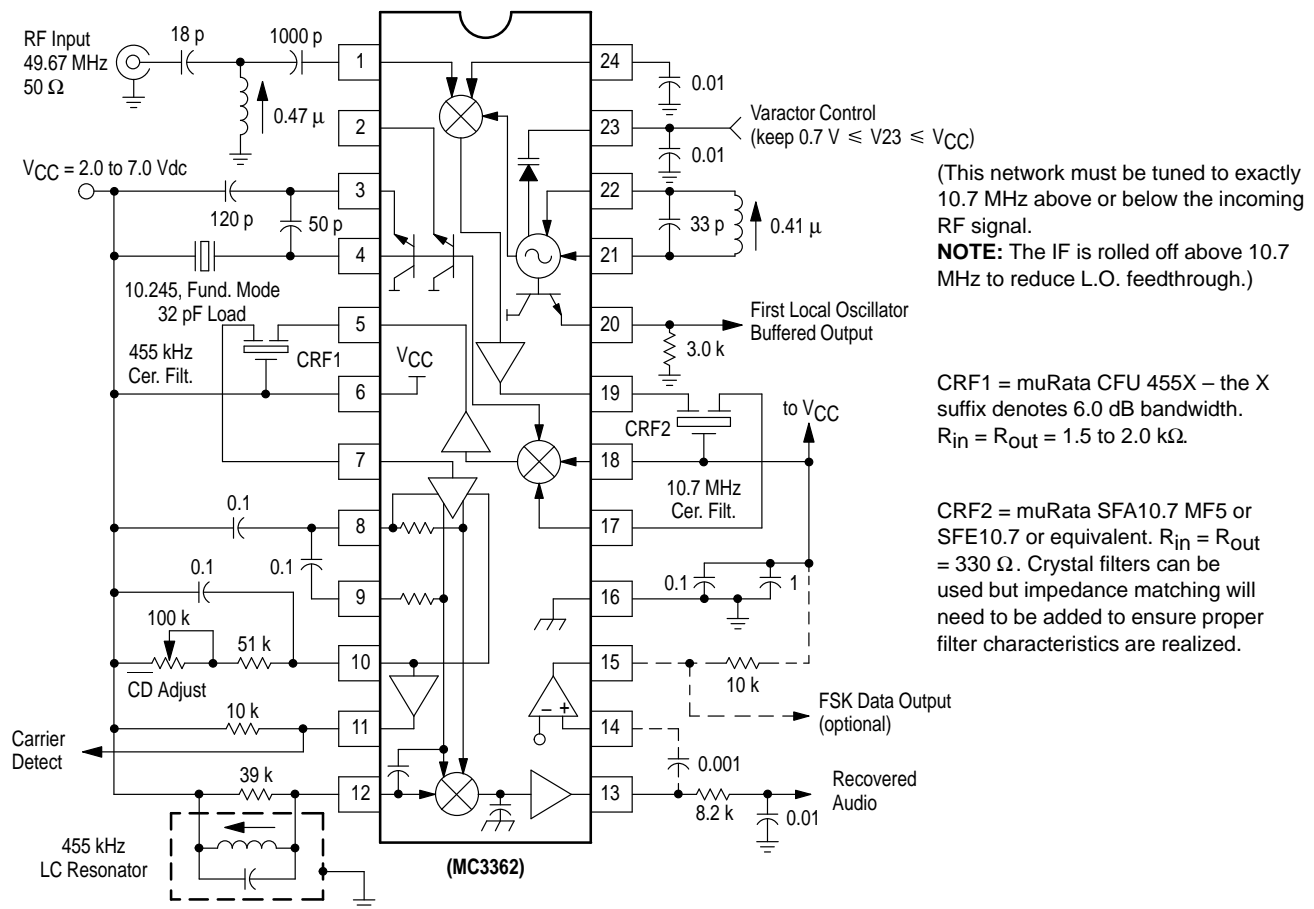 RF Input
49.67 MHz
50 Ω
18 p
1000 p
0.47 μ
VCC = 2.0 to 7.0 Vdc
120 p
50 p
10.245, Fund. Mode
32 pF Load
455 kHz
Cer. Filt.
CRF1
0.1
0.1
0.1
100 k
51 k
CD Adjust
10 k
Carrier
Detect
39 k
455 kHz
LC Resonator
1
2
3
4
5
6
7
8
9
10
11
12
VCC
(MC3362)
24
23
22
21
20
19
18
17
16
15
14
13
– +
0.01
Varactor Control
(keep 0.7 V ≤ V23 ≤ VCC)
0.01
33 p
0.41 μ
First Local Oscillator
Buffered Output
3.0 k
to VCC
CRF2
10.7 MHz
Cer. Filt.
0.1
1
10 k
FSK Data Output
(optional)
0.001
8.2 k
Recovered
Audio
0.01
(This network must be tuned to exactly
10.7 MHz above or below the incoming
RF signal.
NOTE: The IF is rolled off above 10.7
MHz to reduce L.O. feedthrough.)
CRF1 = muRata CFU 455X – the X
suffix denotes 6.0 dB bandwidth.
Rin = Rout = 1.5 to 2.0 kΩ.
CRF2 = muRata SFA10.7 MF5 or
SFE10.7 or equivalent. Rin = Rout
= 330 Ω. Crystal filters can be
used but impedance matching will
need to be added to ensure proper
filter characteristics are realized.